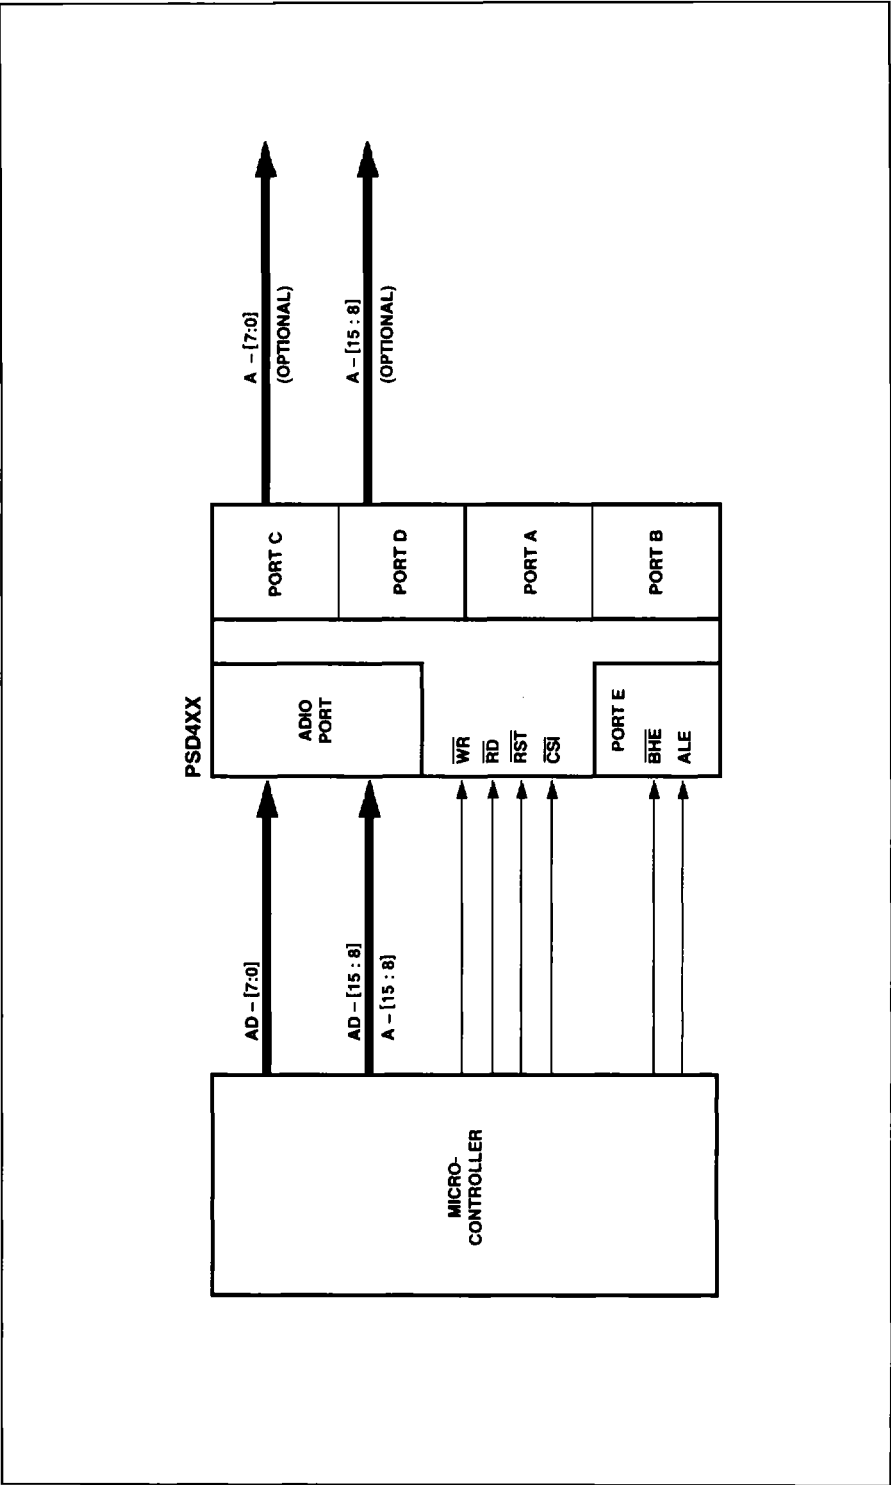 MICRO-
CONTROLLER
AD – [7:0]
AD – [15 : 8]
A – [15 : 8]
PSD4XX
ADIO
PORT
WR
RD
RST
CSI
PORT E
BHE
ALE
PORT C
PORT D
PORT A
PORT B
A – [7:0]
(OPTIONAL)
A – [15 : 8]
(OPTIONAL)